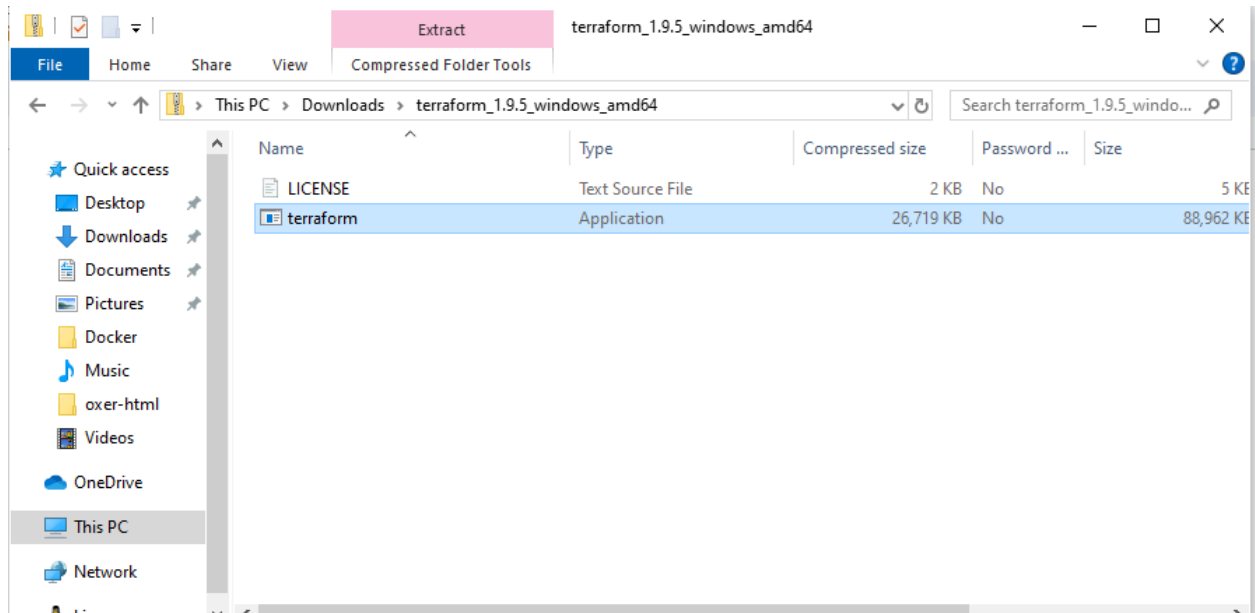 Extract
terraform_1.9.5_windows_amd64
File Home Share View Compressed Folder Tools
This PC > Downloads > terraform_1.9.5_windows_amd64
Search terraform_1.9.5_windo...
Name Type Compressed size Password ... Size
LICENSE Text Source File 2 KB No 5 KB
terraform Application 26,719 KB No 88,962 KB
Quick access
Desktop
Downloads
Documents
Pictures
Docker
Music
oxer-html
Videos
OneDrive
This PC
Network